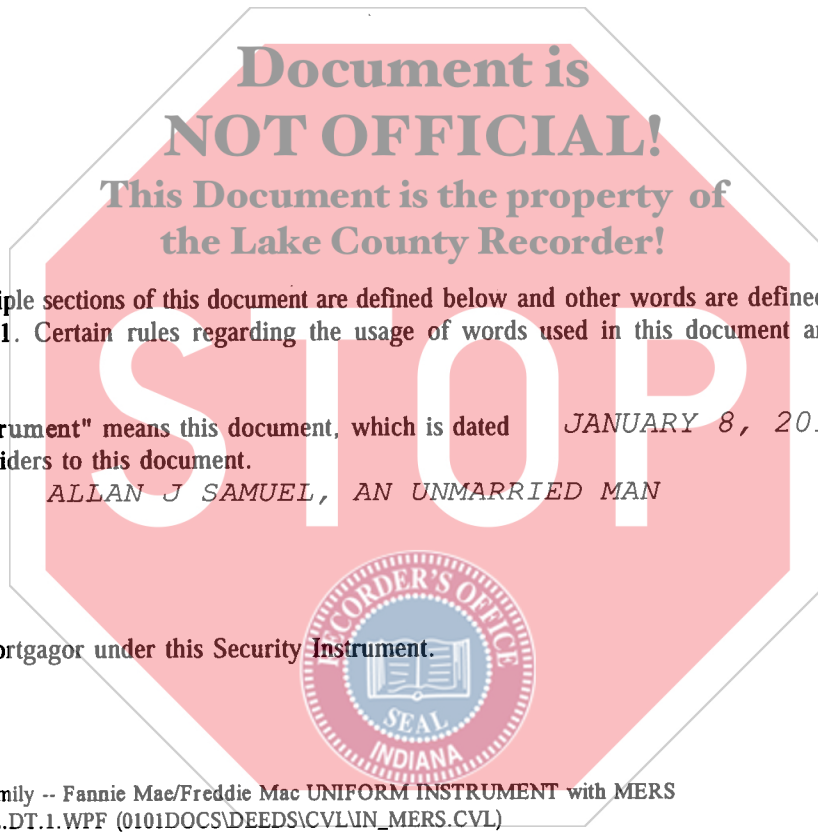 Document is
NOT OFFICIAL!
This Document is the property of
the Lake County Recorder!
iple sections of this document are defined below and other words are defined
1. Certain rules regarding the usage of words used in this document a
STOP
rument" means this document, which is dated JANUARY 8, 201
iders to this document.
ALLAN J SAMUEL, AN UNMARRIED MAN
RECORDER'S OFFICE
ortgagor under this Security Instrument.
SEAL
INDIANA
mily -- Fannie Mae/Freddie Mac UNIFORM INSTRUMENT with MERS
.DT.1.WPF (0101DOCS\DEEDS\CVL\IN_MERS.CVL)